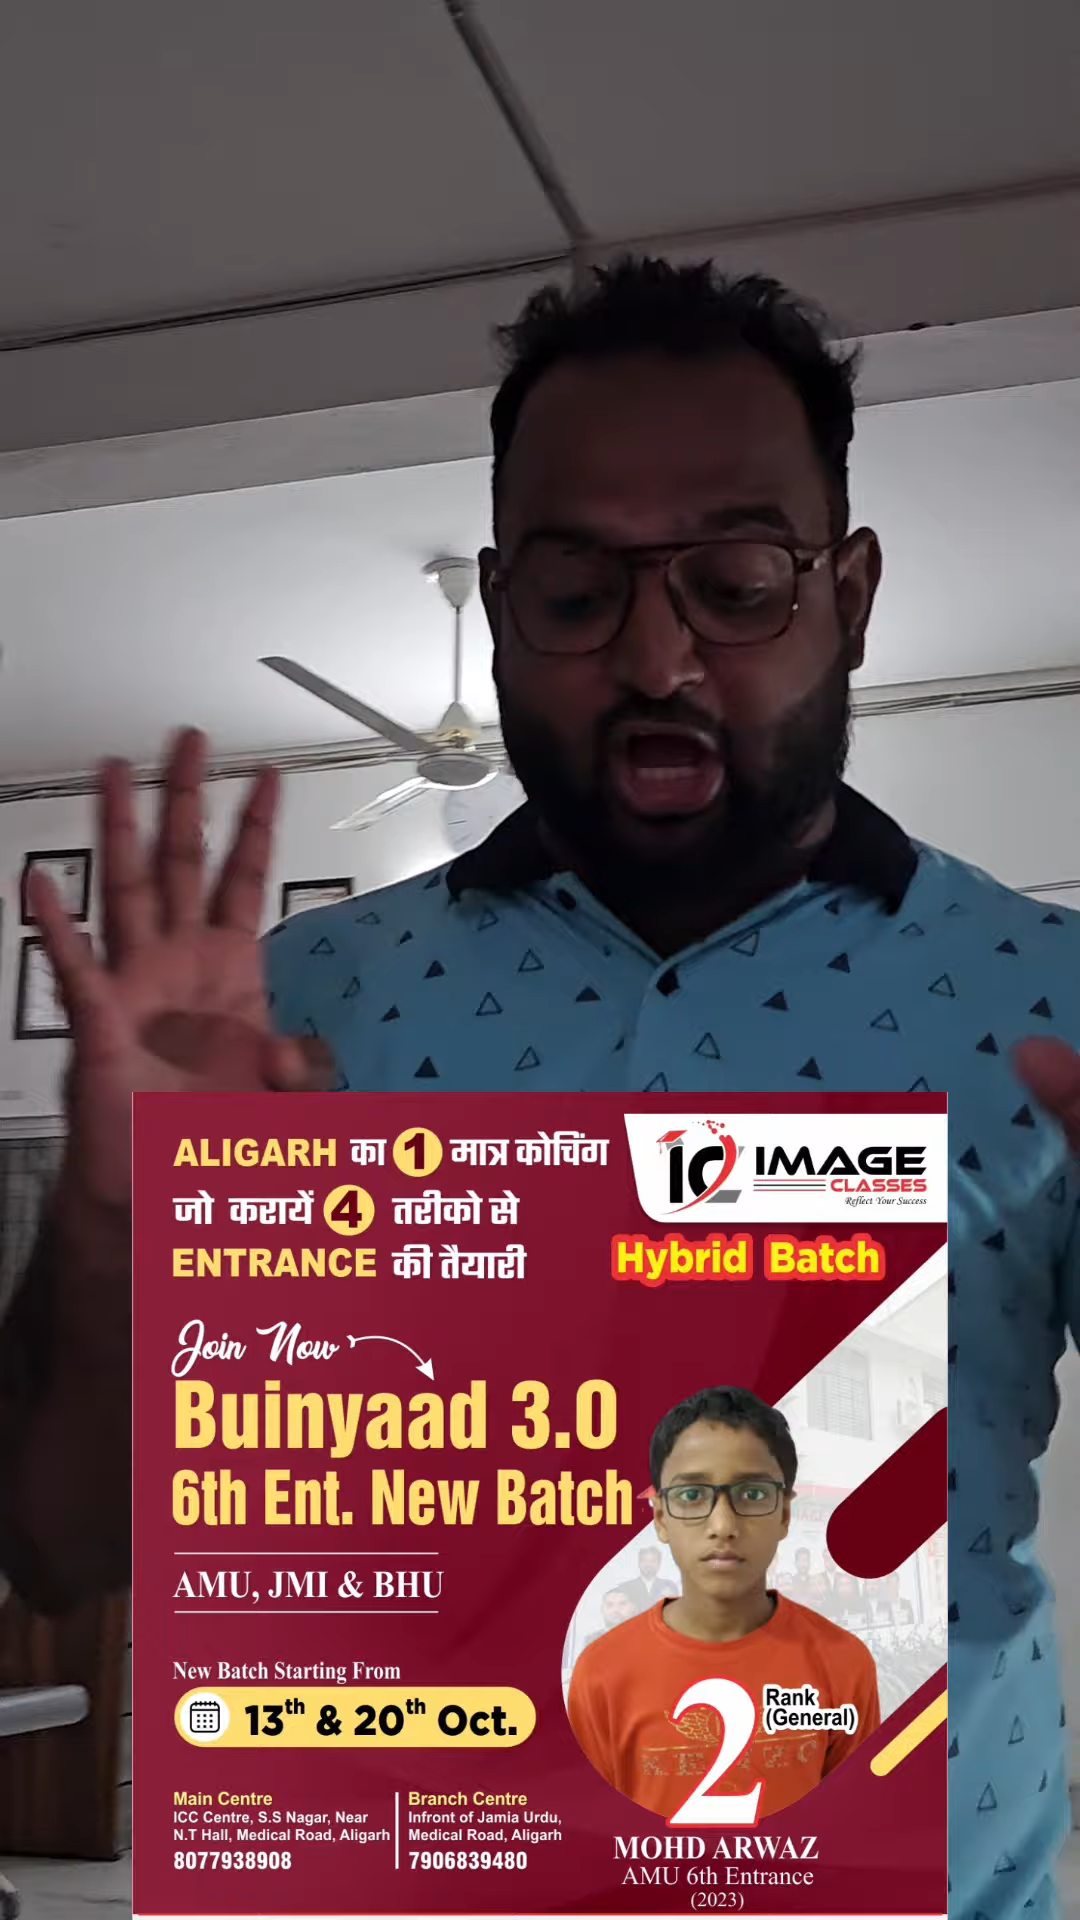 ALIGARH का 1 मात्र कोचिंग
जो करायें 4 तरीको से
ENTRANCE की तैयारी
IC IMAGE
CLASSES
Reflect Your Success
Hybrid Batch
Join Now
Buinyaad 3.0
6th Ent. New Batch
AMU, JMI & BHU
New Batch Starting From
13th & 20th Oct.
Main Centre
ICC Centre, S.S Nagar, Near
N.T Hall, Medical Road, Aligarh
8077938908
Branch Centre
Infront of Jamia Urdu,
Medical Road, Aligarh
7906839480
2
Rank
(General)
MOHD ARWAZ
AMU 6th Entrance
(2023)